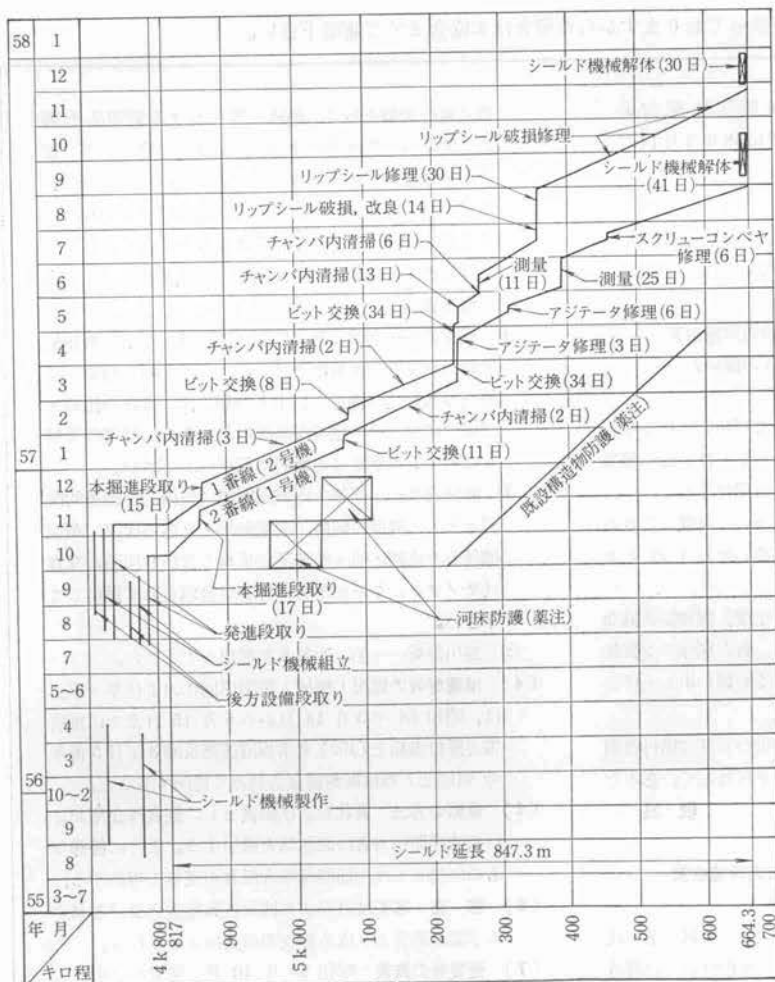 58
1
12
シールド機械解体(30日)
11
リップシール破損修理
10
シールド機械解体
(41日)
9
リップシール修理(30日)
8
リップシール破損,改良(14日)
7
チャンバ内清掃(6日)
スクリューコンベヤ
修理(6日)
測量
(11日)
6
チャンバ内清掃(13日)
測量(25日)
5
ビット交換(34日)
アジテータ修理(6日)
4
チャンバ内清掃(2日)
アジテータ修理(3日)
3
ビット交換(8日)
ビット交換(34日)
2
チャンバ内清掃(2日)
チャンバ内清掃(3日)
57
1
ビット交換(11日)
1番線(2号機)
2番線(1号機)
既設構造物防護(薬注)
12
本掘進段取り
(15日)
11
10
本掘進段取り
(17日)
9
河床防護(薬注)
発進段取り
8
シールド機械組立
7
後方設備段取り
5~6
4
3
56
10~2
シールド機械製作
9
シールド延長 847.3m
8
55
3~7
年 月
キロ程
4k800
817
900
5k000
100
200
300
400
500
600
664.3
700